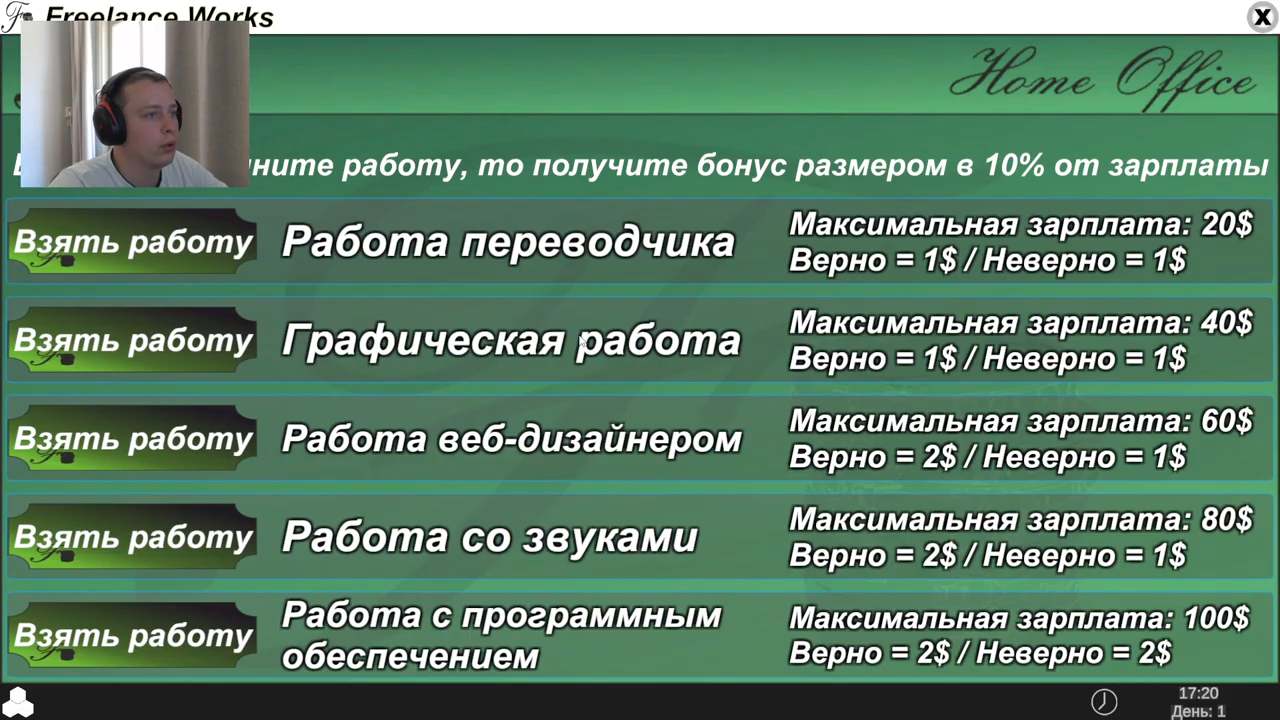 Freelance Works
Home Office
ните работу, то получите бонус размером в 10% от зарплаты
Взять работу
Работа переводчика
Максимальная зарплата: 20$
Верно = 1$ / Неверно = 1$
Взять работу
Графическая работа
Максимальная зарплата: 40$
Верно = 1$ / Неверно = 1$
Взять работу
Работа веб-дизайнером
Максимальная зарплата: 60$
Верно = 2$ / Неверно = 1$
Взять работу
Работа со звуками
Максимальная зарплата: 80$
Верно = 2$ / Неверно = 1$
Взять работу
Работа с программным
обеспечением
Максимальная зарплата: 100$
Верно = 2$ / Неверно = 2$
17:20
День: 1